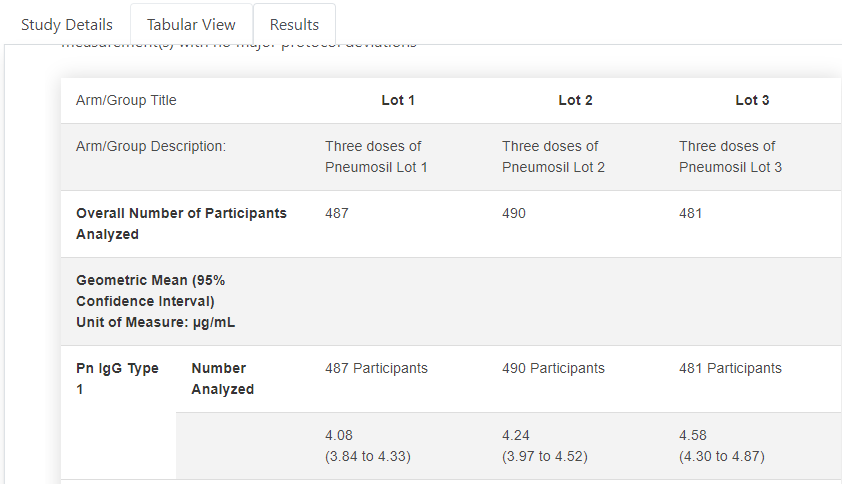 Study Details
Tabular View
Results
measurement(s) with no major protocol deviations
Arm/Group Title Lot 1 Lot 2 Lot 3
Arm/Group Description: Three doses of Three doses of Three doses of
Pneumosil Lot 1 Pneumosil Lot 2 Pneumosil Lot 3
Overall Number of Participants 487 490 481
Analyzed
Geometric Mean (95%
Confidence Interval)
Unit of Measure: μg/mL
Pn IgG Type Number 487 Participants 490 Participants 481 Participants
1 Analyzed
4.08 4.24 4.58
(3.84 to 4.33) (3.97 to 4.52) (4.30 to 4.87)